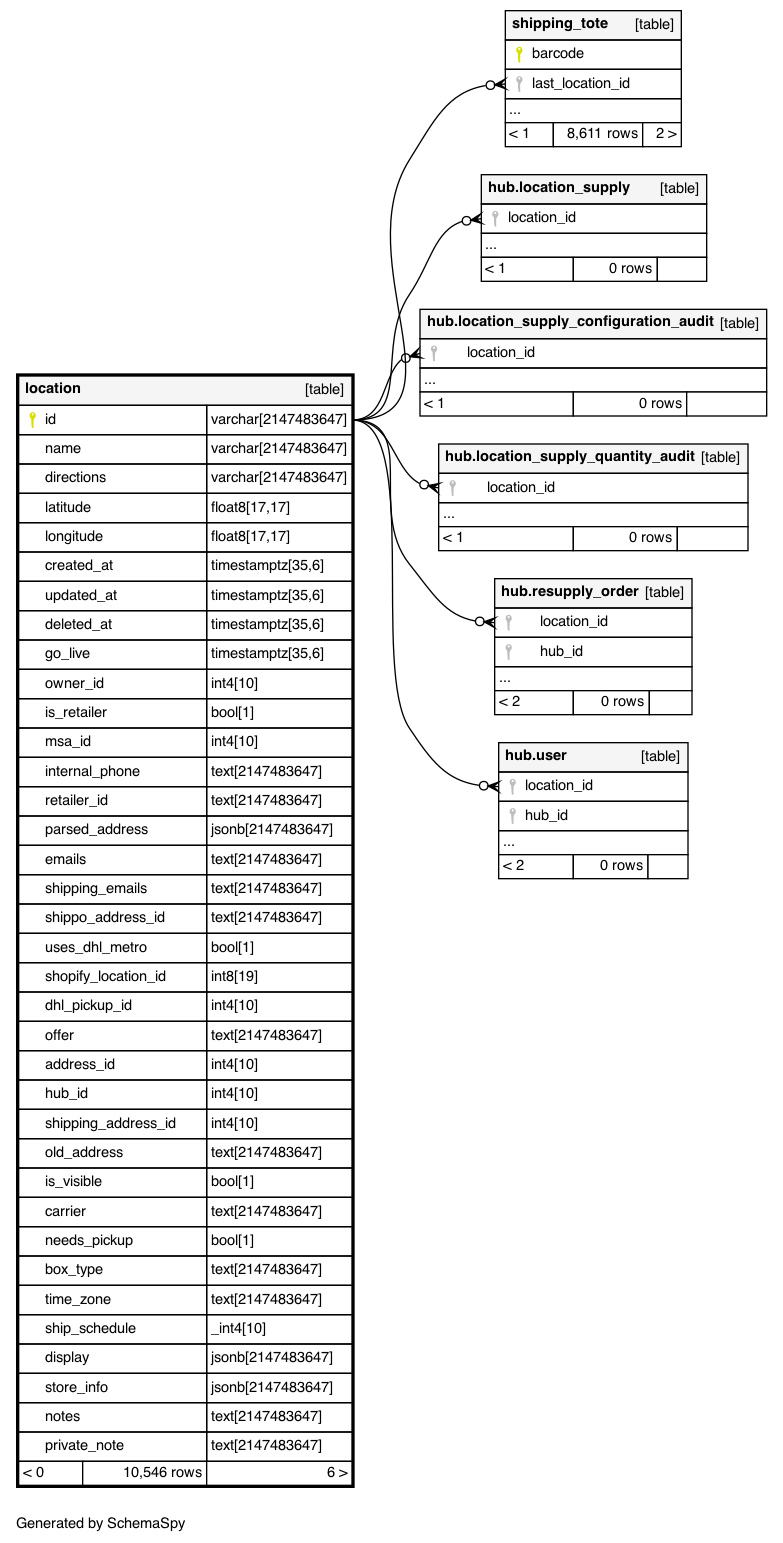 shipping_tote [table]
barcode
last_location_id
...
< 1 8,611 rows 2 >
hub.location_supply [table]
location_id
...
< 1 0 rows
hub.location_supply_configuration_audit [table]
location_id
...
< 1 0 rows
hub.location_supply_quantity_audit [table]
location_id
...
< 1 0 rows
hub.resupply_order [table]
location_id
hub_id
...
< 2 0 rows
hub.user [table]
location_id
hub_id
...
< 2 0 rows
location [table]
id varchar[2147483647]
name varchar[2147483647]
directions varchar[2147483647]
latitude float8[17,17]
longitude float8[17,17]
created_at timestamptz[35,6]
updated_at timestamptz[35,6]
deleted_at timestamptz[35,6]
go_live timestamptz[35,6]
owner_id int4[10]
is_retailer bool[1]
msa_id int4[10]
internal_phone text[2147483647]
retailer_id text[2147483647]
parsed_address jsonb[2147483647]
emails text[2147483647]
shipping_emails text[2147483647]
shippo_address_id text[2147483647]
uses_dhl_metro bool[1]
shopify_location_id int8[19]
dhl_pickup_id int4[10]
offer text[2147483647]
address_id int4[10]
hub_id int4[10]
shipping_address_id int4[10]
old_address text[2147483647]
is_visible bool[1]
carrier text[2147483647]
needs_pickup bool[1]
box_type text[2147483647]
time_zone text[2147483647]
ship_schedule _int4[10]
display jsonb[2147483647]
store_info jsonb[2147483647]
notes text[2147483647]
private_note text[2147483647]
< 0 10,546 rows 6 >
Generated by SchemaSpy